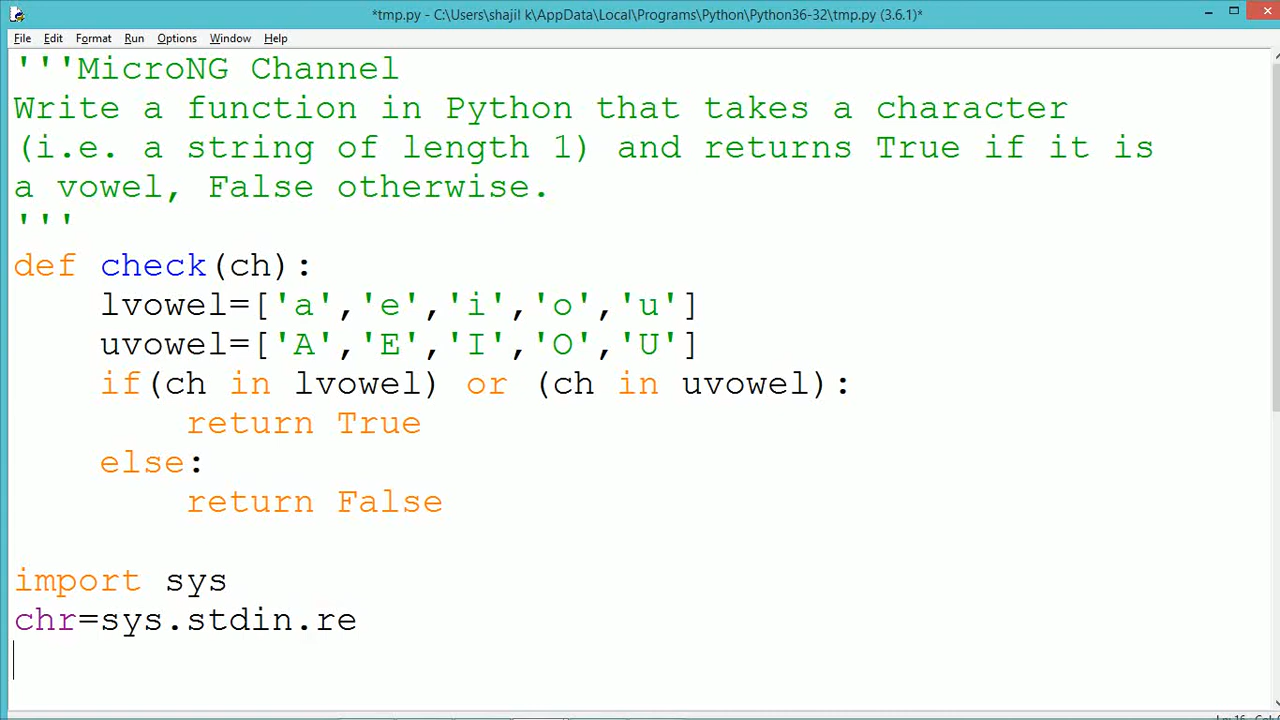 *tmp.py - C:\Users\shajil k\AppData\Local\Programs\Python\Python36-32\tmp.py (3.6.1)*
File Edit Format Run Options Window Help
'''MicroNG Channel
Write a function in Python that takes a character
(i.e. a string of length 1) and returns True if it is
a vowel, False otherwise.
'''
def check(ch):
    lvowel=['a','e','i','o','u']
    uvowel=['A','E','I','O','U']
    if(ch in lvowel) or (ch in uvowel):
        return True
    else:
        return False
import sys
chr=sys.stdin.re